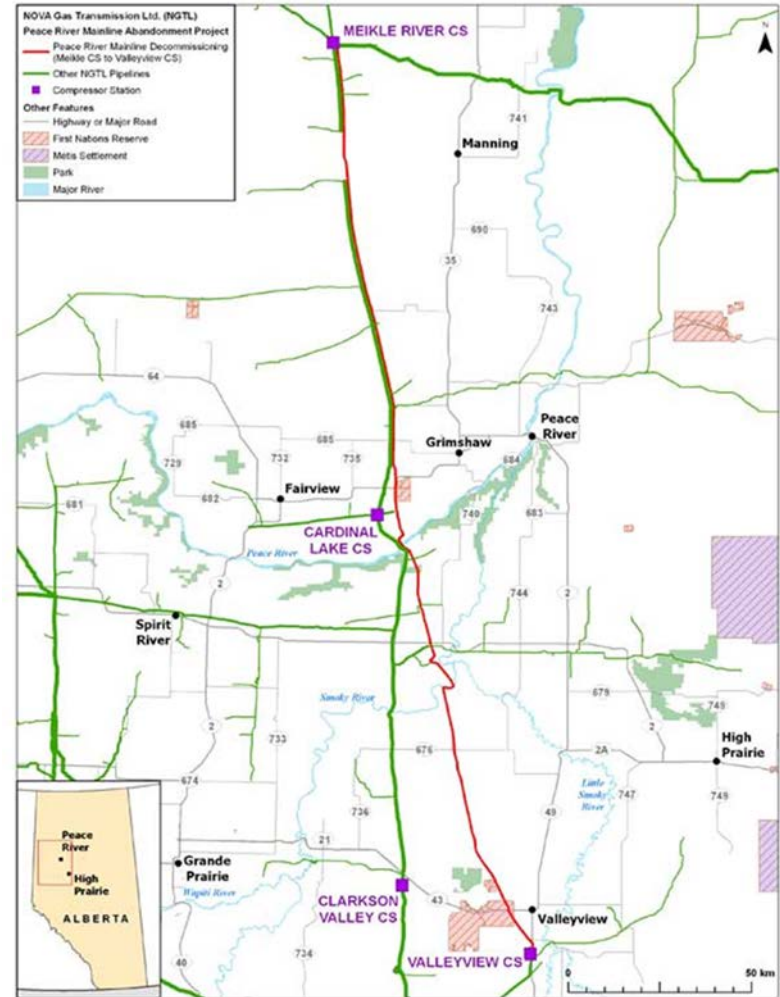 NOVA Gas Transmission Ltd. (NGTL)
Peace River Mainline Abandonment Project
Peace River Mainline Decommissioning
(Meikle CS to Valleyview CS)
Other NGTL Pipelines
Compressor Station
Other Features
Highway or Major Road
First Nations Reserve
Metis Settlement
Park
Major River
MEIKLE RIVER CS
N
741
Manning
690
35
743
64
Peace
River
685
685
Grimshaw
684
729
732
735
Fairview
682
681
740
683
CARDINAL
LAKE CS
Peace River
2
744
2
Spirit
River
Smoky River
679
749
2
733
2
676
2A
High
Prairie
674
736
49
Little
Smoky
River
747
749
21
Grande
Prairie
Wapiti River
CLARKSON
VALLEY CS
43
Valleyview
734
VALLEYVIEW CS
40
Peace
River
High
Prairie
ALBERTA
0
50 km